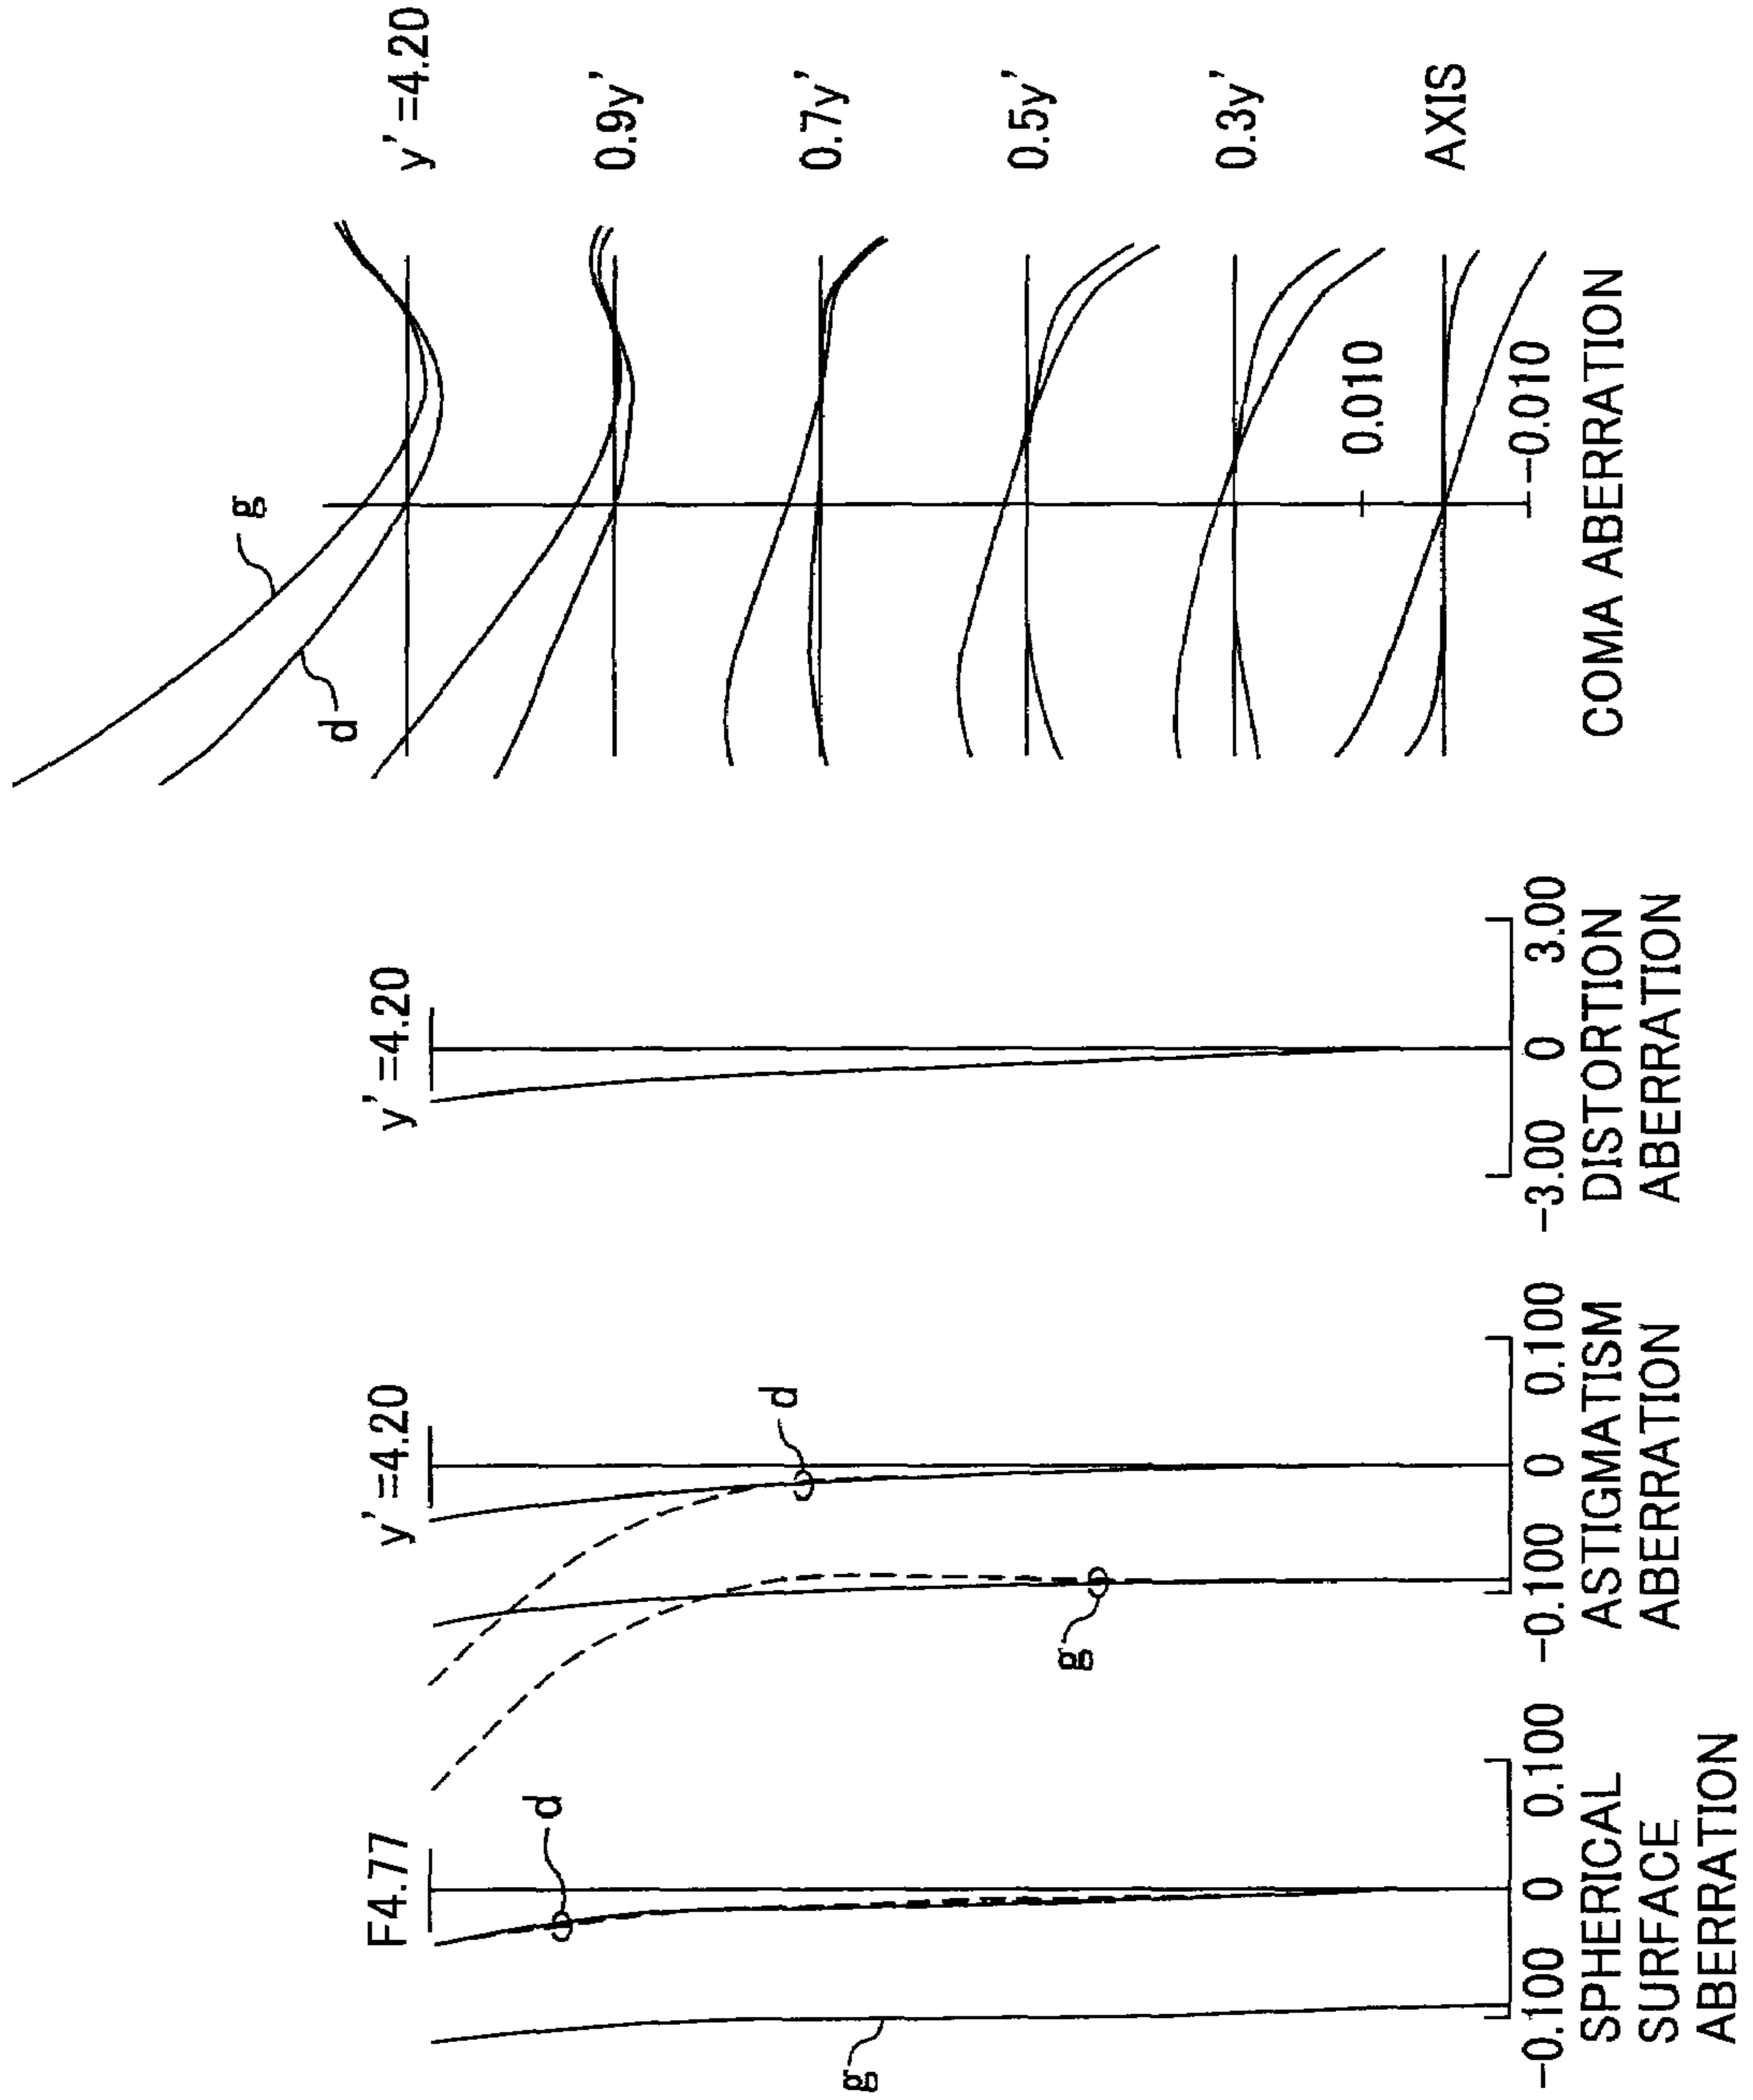 F4.77
d
g
-0.100 0 0.100
SPHERICAL
SURFACE
ABERRATION
y'=4.20
d
g
-0.100 0 0.100
ASTIGMATISM
ABERRATION
y'=4.20
-3.00 0 3.00
DISTORTION
ABERRATION
g
d
y'=4.20
0.9y'
0.7y'
0.5y'
0.3y'
0.010
AXIS
-0.010
COMA ABERRATION